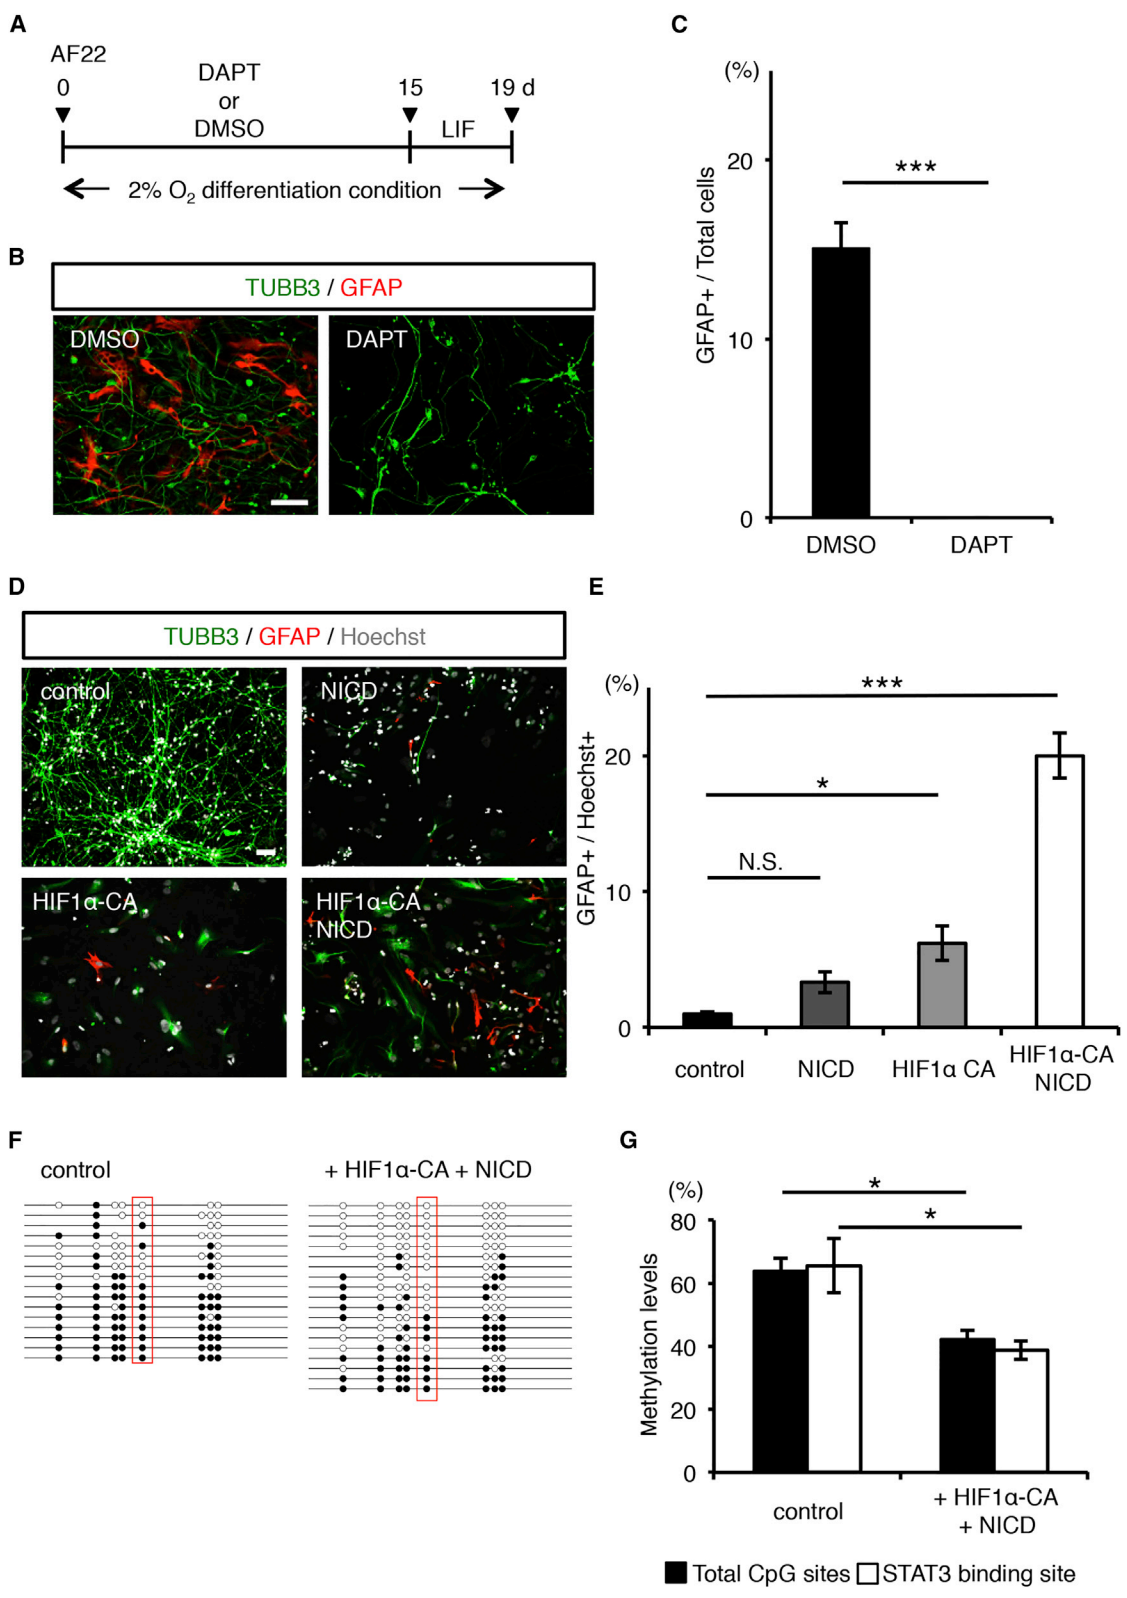 A
AF22
0
DAPT
or
DMSO
15
LIF
19 d
2% O₂ differentiation condition
B
TUBB3 / GFAP
DMSO
DAPT
C
(%)
20
10
0
GFAP+ / Total cells
***
DMSO
DAPT
D
TUBB3 / GFAP / Hoechst
control
NICD
HIF1α-CA
HIF1α-CA
NICD
E
(%)
20
10
0
GFAP+ / Hoechst+
***
*
N.S.
control
NICD
HIF1α CA
HIF1α-CA
NICD
F
control
+ HIF1α-CA + NICD
G
(%)
80
60
40
20
0
Methylation levels
*
*
control
+ HIF1α-CA
+ NICD
Total CpG sites
STAT3 binding site